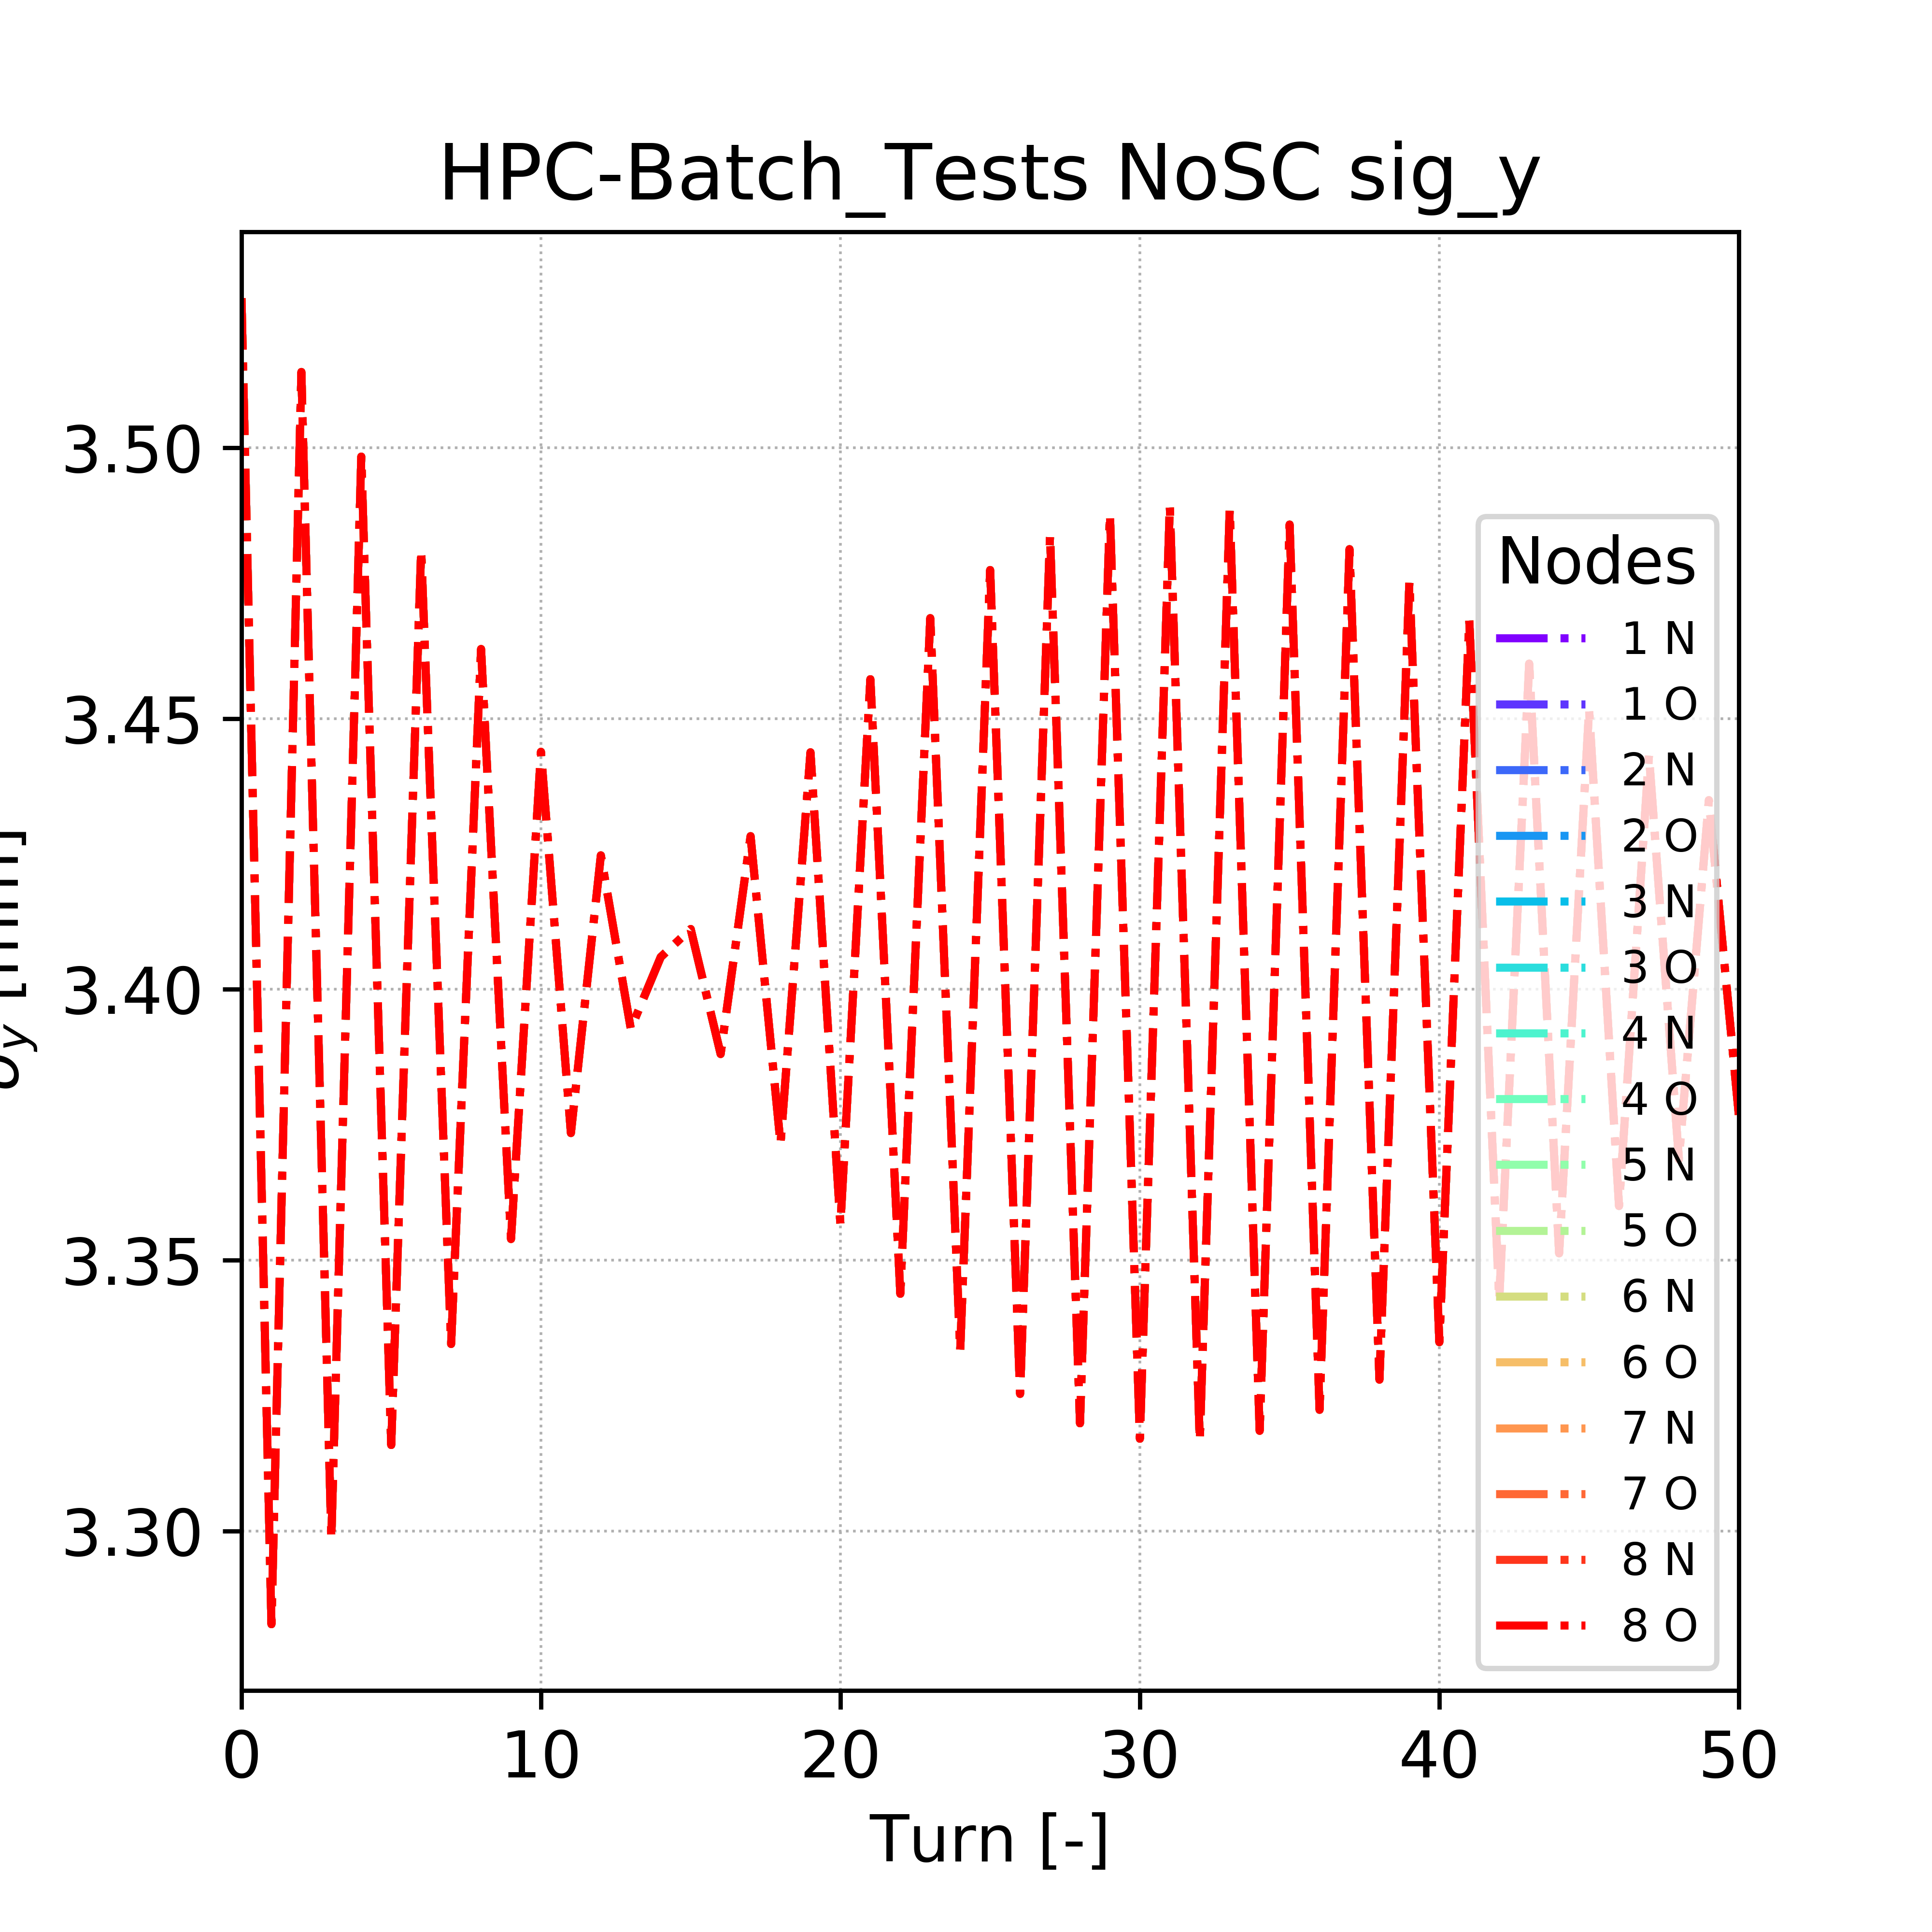 HPC-Batch_Tests NoSC sig_y
σy [mm]
3.50
3.45
3.40
3.35
3.30
0 10 20 30 40 50
Turn [-]
Nodes
1 N
1 O
2 N
2 O
3 N
3 O
4 N
4 O
5 N
5 O
6 N
6 O
7 N
7 O
8 N
8 O